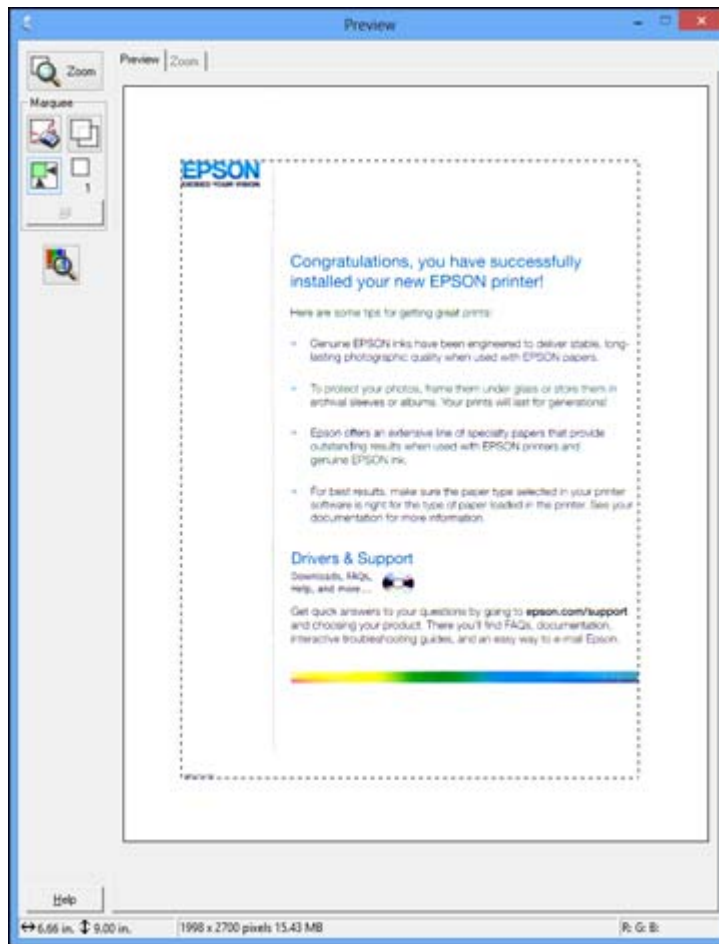 Preview
Zoom
Preview
Zoom
Marquee
1
EPSON
EXCEED YOUR VISION
Congratulations, you have successfully
installed your new EPSON printer!
Here are some tips for getting great prints:
Genuine EPSON inks have been engineered to deliver stable, long-
lasting photographic quality when used with EPSON papers.
To protect your photos, frame them under glass or store them in
archival sleeves or albums. Your prints will last for generations!
Epson offers an extensive line of specialty papers that provide
outstanding results when used with EPSON printers and
genuine EPSON ink.
For best results, make sure the paper type selected in your printer
software is right for the type of paper loaded in the printer. See your
documentation for more information.
Drivers & Support
Downloads, FAQs,
Help, and more...
Get quick answers to your questions by going to epson.com/support
and choosing your product. There you'll find FAQs, documentation,
interactive troubleshooting guides, and an easy way to e-mail Epson.
Help
6.66 in. 9.00 in. 1998 x 2700 pixels 15.43 MB R: G: B: